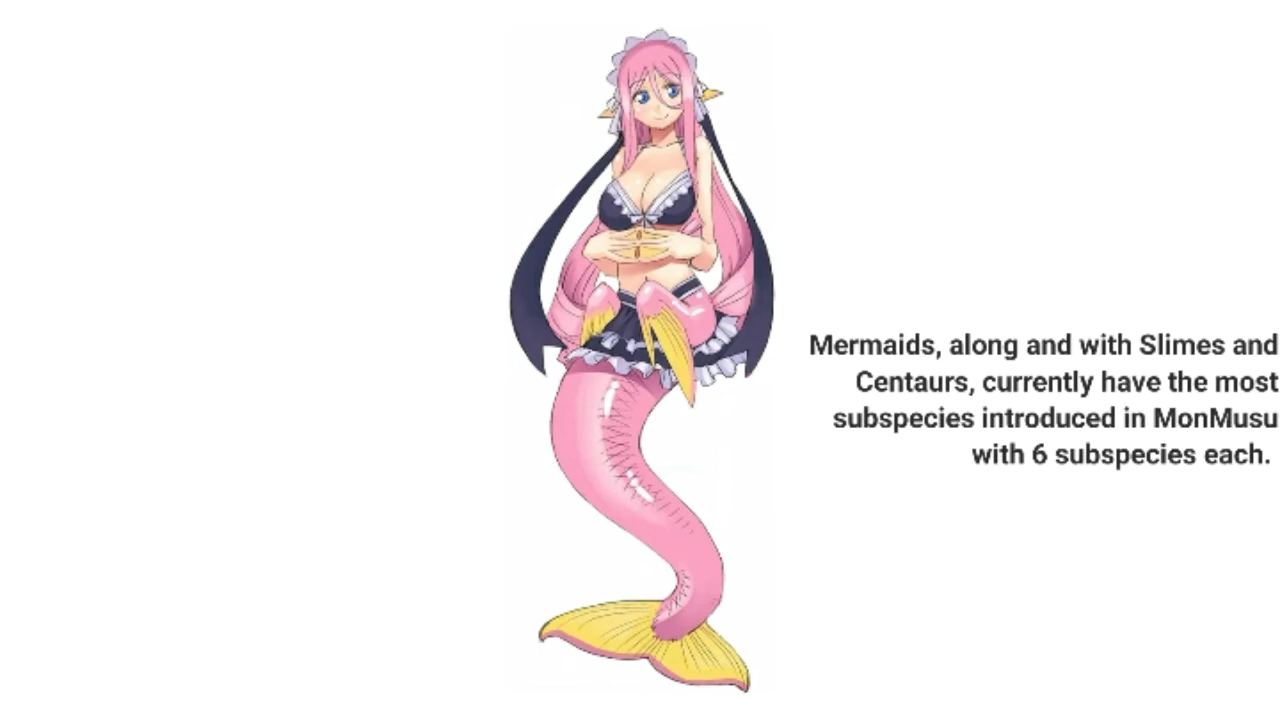 Mermaids, along and with Slimes and
Centaurs, currently have the most
subspecies introduced in MonMusu
with 6 subspecies each.